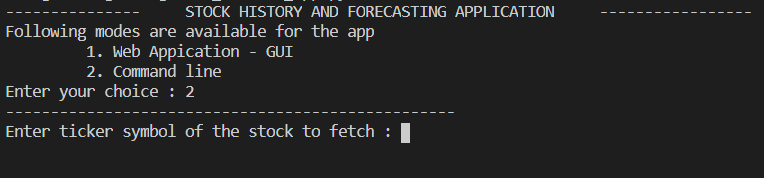 ---------------     STOCK HISTORY AND FORECASTING APPLICATION     -----------------
Following modes are available for the app
        1. Web Appication - GUI
        2. Command line
Enter your choice : 2
--------------------------------------------------
Enter ticker symbol of the stock to fetch :